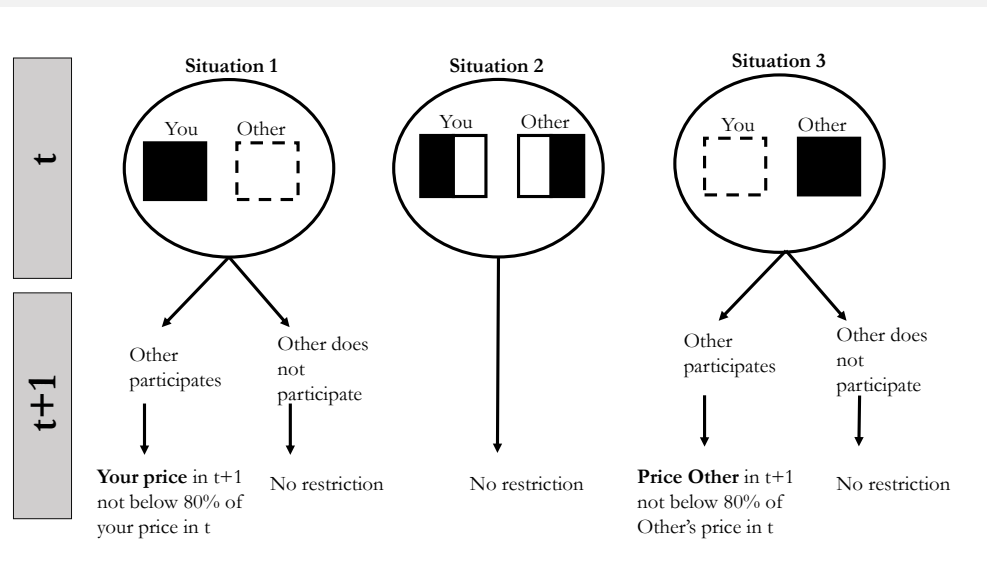 t
Situation 1
You
Other
Situation 2
You
Other
Situation 3
You
Other
t+1
Other
participates
Other does
not
participate
Other
participates
Other does
not
participate
Your price in t+1
not below 80% of
your price in t
No restriction
No restriction
Price Other in t+1
not below 80% of
Other’s price in t
No restriction